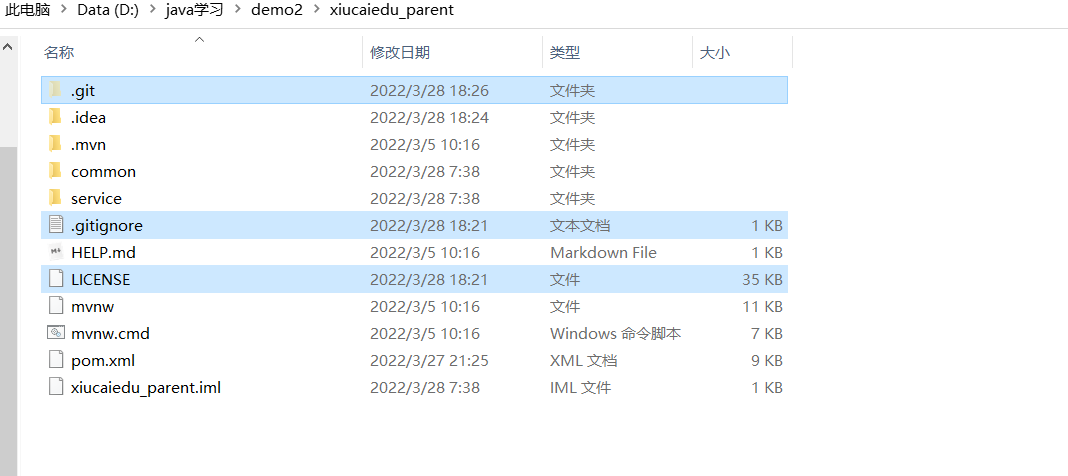 此电脑 > Data (D:) > java学习 > demo2 > xiucaiedu_parent
名称 修改日期 类型 大小
.git 2022/3/28 18:26 文件夹
.idea 2022/3/28 18:24 文件夹
.mvn 2022/3/5 10:16 文件夹
common 2022/3/28 7:38 文件夹
service 2022/3/28 7:38 文件夹
.gitignore 2022/3/28 18:21 文本文档 1 KB
HELP.md 2022/3/5 10:16 Markdown File 1 KB
LICENSE 2022/3/28 18:21 文件 35 KB
mvnw 2022/3/5 10:16 文件 11 KB
mvnw.cmd 2022/3/5 10:16 Windows 命令脚本 7 KB
pom.xml 2022/3/27 21:25 XML 文档 9 KB
xiucaiedu_parent.iml 2022/3/28 7:38 IML 文件 1 KB